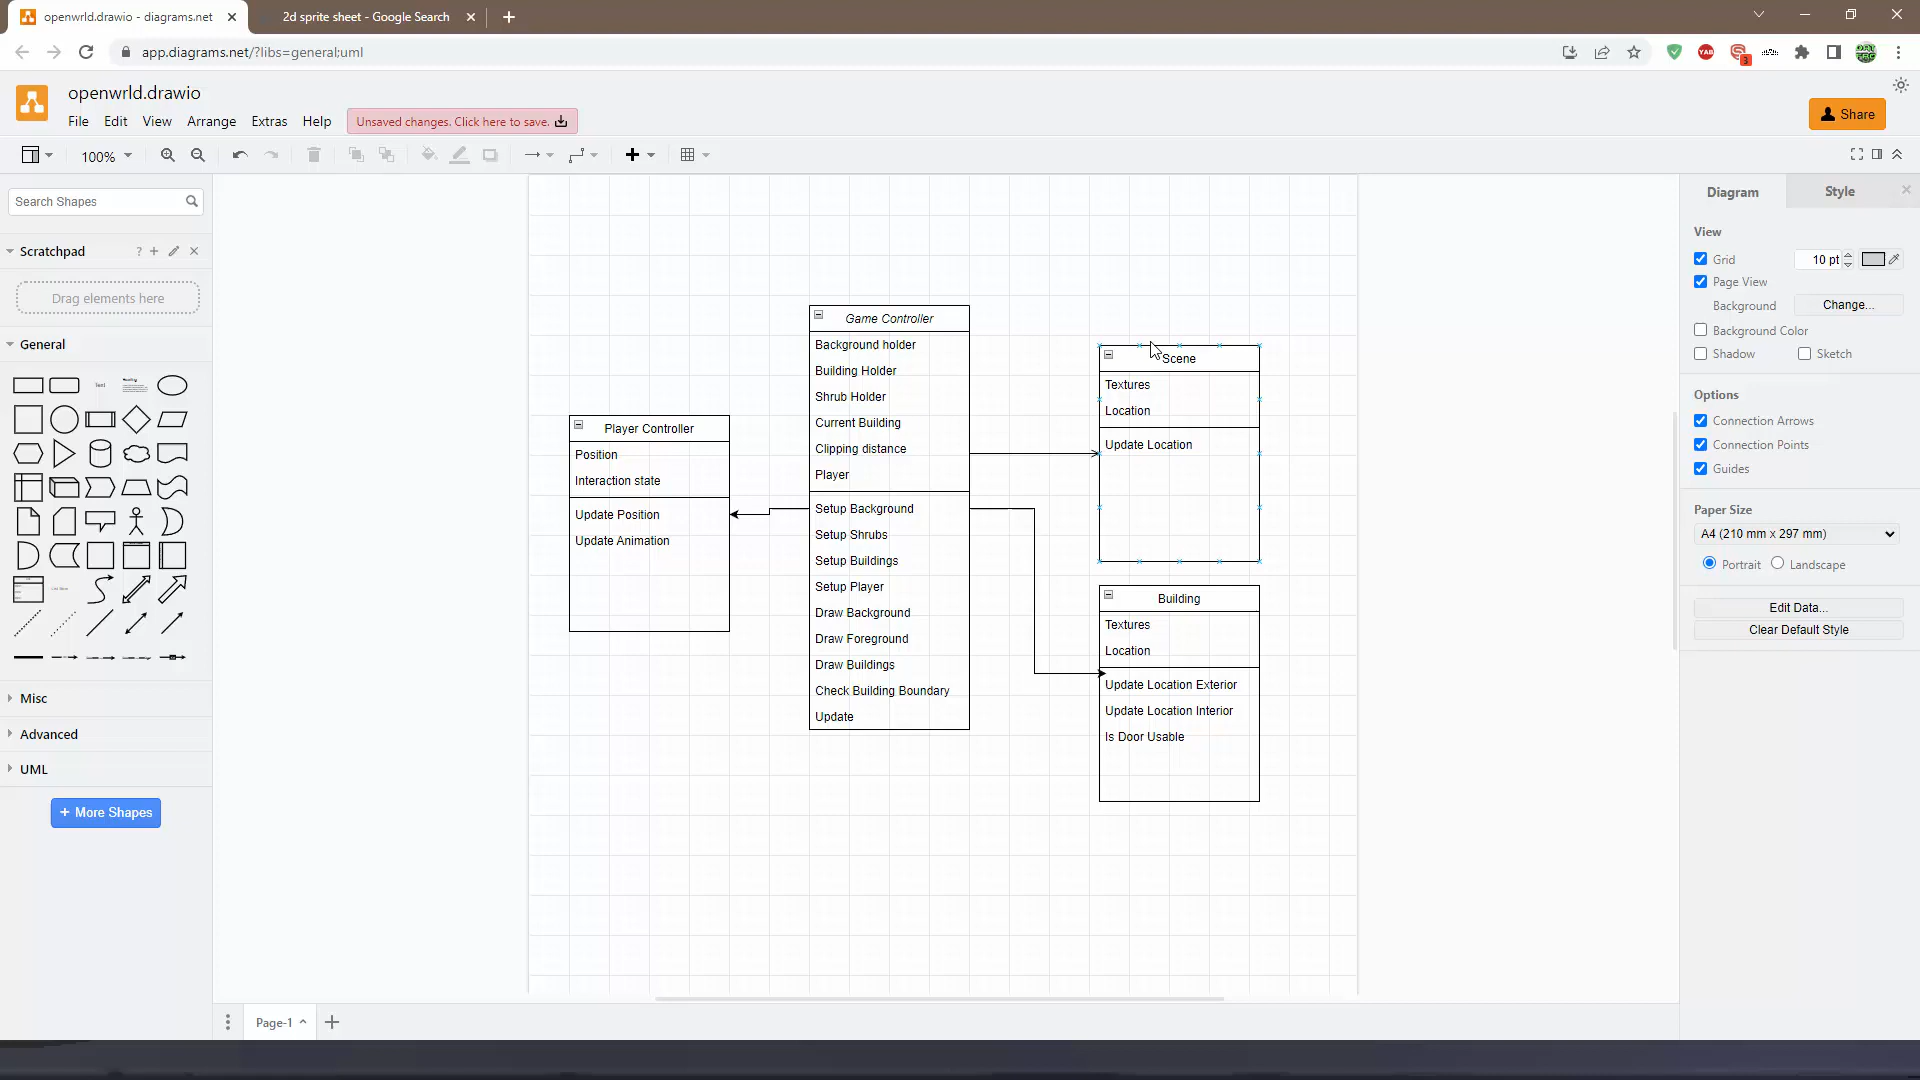 openwrld.drawio - diagrams.net
2d sprite sheet - Google Search
app.diagrams.net/?libs=general;uml
YAB
3
openwrld.drawio
File Edit View Arrange Extras Help
Unsaved changes. Click here to save.
Share
100%
Search Shapes
Scratchpad
?
Drag elements here
General
Text
Heading
Misc
Advanced
UML
+ More Shapes
Player Controller
Position
Interaction state
Update Position
Update Animation
Game Controller
Background holder
Building Holder
Shrub Holder
Current Building
Clipping distance
Player
Setup Background
Setup Shrubs
Setup Buildings
Setup Player
Draw Background
Draw Foreground
Draw Buildings
Check Building Boundary
Update
Scene
Textures
Location
Update Location
Building
Textures
Location
Update Location Exterior
Update Location Interior
Is Door Usable
Diagram
Style
View
Grid
10 pt
Page View
Background
Change...
Background Color
Shadow
Sketch
Options
Connection Arrows
Connection Points
Guides
Paper Size
A4 (210 mm x 297 mm)
Portrait
Landscape
Edit Data...
Clear Default Style
Page-1